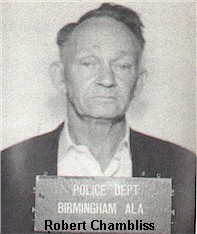 POLICE DEPT
BIRMINGHAM ALA
Robert Chambliss